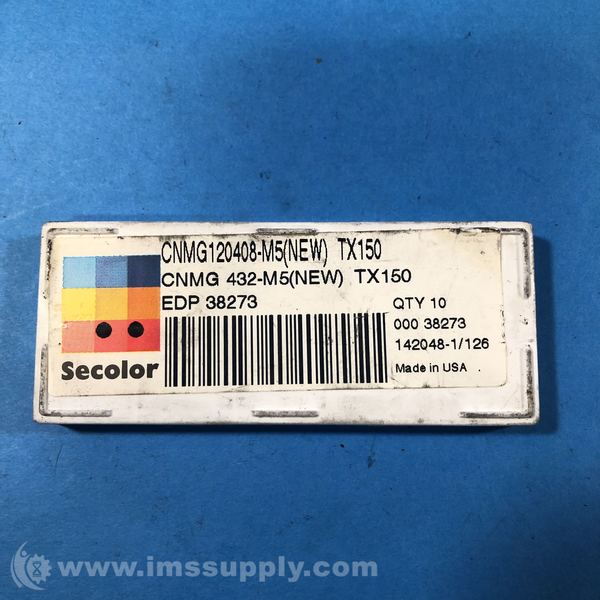 CNMG120408-M5(NEW) TX150
CNMG 432-M5(NEW) TX150
EDP 38273
QTY 10
000 38273
142048-1/126
Made in USA .
Secolor
www.imssupply.com